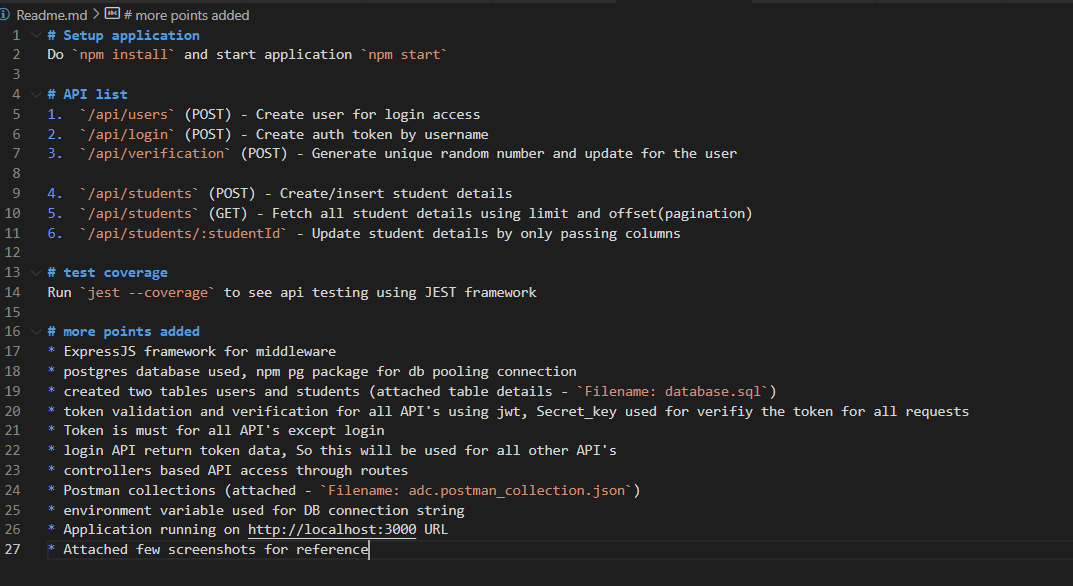 Readme.md > # more points added
1 # Setup application
2 Do `npm install` and start application `npm start`
3
4 # API list
5 1.  `/api/users` (POST) - Create user for login access
6 2.  `/api/login` (POST) - Create auth token by username
7 3.  `/api/verification` (POST) - Generate unique random number and update for the user
8
9 4.  `/api/students` (POST) - Create/insert student details
10 5.  `/api/students` (GET) - Fetch all student details using limit and offset(pagination)
11 6.  `/api/students/:studentId` - Update student details by only passing columns
12
13 # test coverage
14 Run `jest --coverage` to see api testing using JEST framework
15
16 # more points added
17 * ExpressJS framework for middleware
18 * postgres database used, npm pg package for db pooling connection
19 * created two tables users and students (attached table details - `Filename: database.sql`)
20 * token validation and verification for all API's using jwt, Secret_key used for verifiy the token for all requests
21 * Token is must for all API's except login
22 * login API return token data, So this will be used for all other API's
23 * controllers based API access through routes
24 * Postman collections (attached - `Filename: adc.postman_collection.json`)
25 * environment variable used for DB connection string
26 * Application running on http://localhost:3000 URL
27 * Attached few screenshots for reference